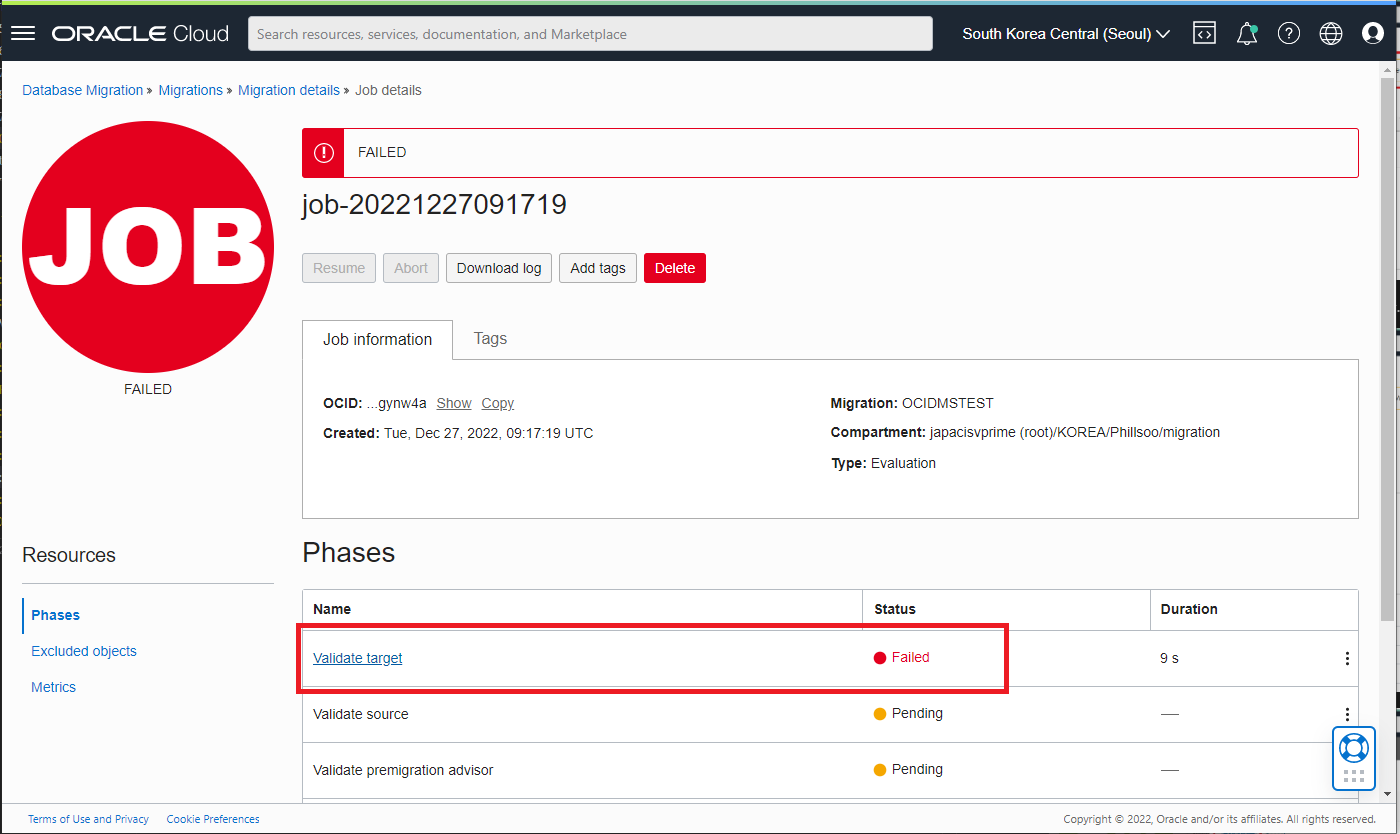 ORACLE Cloud
Search resources, services, documentation, and Marketplace
South Korea Central (Seoul)
Database Migration » Migrations » Migration details » Job details
JOB
FAILED
FAILED
job-20221227091719
Resume Abort Download log Add tags Delete
Job information Tags
OCID: ...gynw4a Show Copy
Created: Tue, Dec 27, 2022, 09:17:19 UTC
Migration: OCIDMSTEST
Compartment: japacisvprime (root)/KOREA/Phillsoo/migration
Type: Evaluation
Resources
Phases
Excluded objects
Metrics
Phases
Name Status Duration
Validate target Failed 9 s
Validate source Pending —
Validate premigration advisor Pending —
Terms of Use and Privacy Cookie Preferences
Copyright © 2022, Oracle and/or its affiliates. All rights reserved.